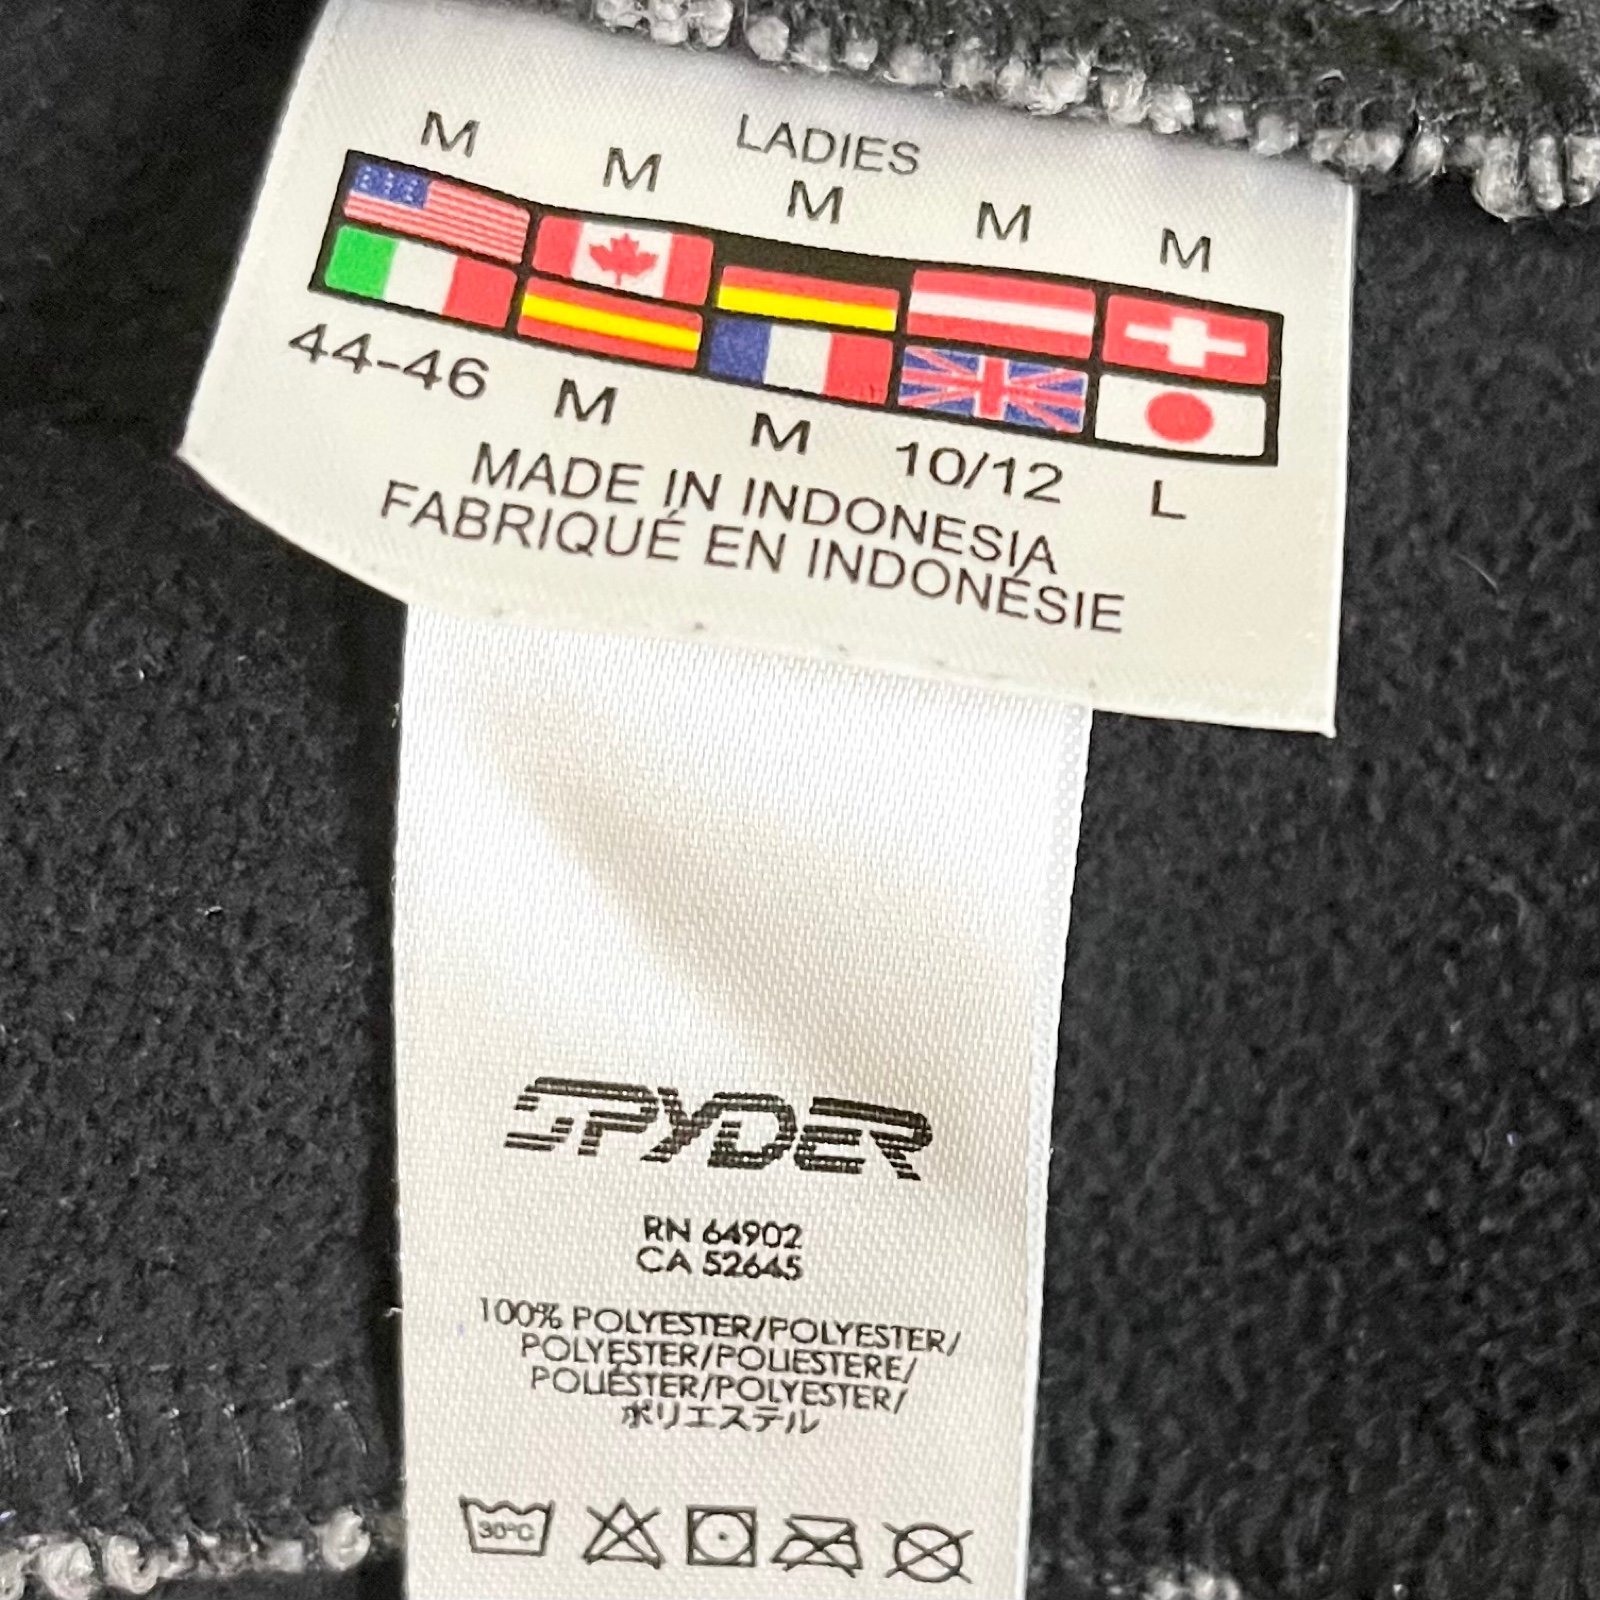 LADIES
M M M M M
44-46 M M 10/12 L
MADE IN INDONESIA
FABRIQUÉ EN INDONÉSIE
SPYDER
RN 64902
CA 52645
100% POLYESTER/POLYESTER/
POLYESTER/POLIESTERE/
POLIÉSTER/POLYESTER/
ポリエステル
30°C